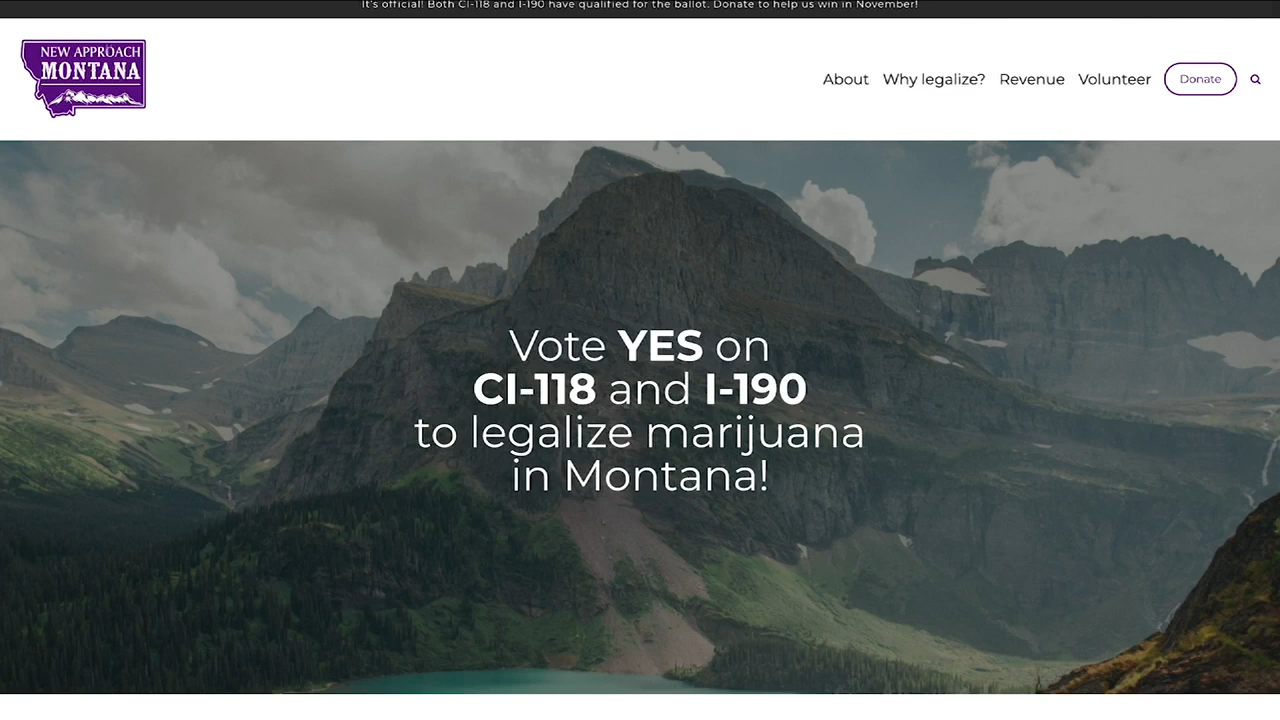 It's official! Both CI-118 and I-190 have qualified for the ballot. Donate to help us win in November!
NEW APPROACH
MONTANA
About Why legalize? Revenue Volunteer Donate
Vote YES on
CI-118 and I-190
to legalize marijuana
in Montana!